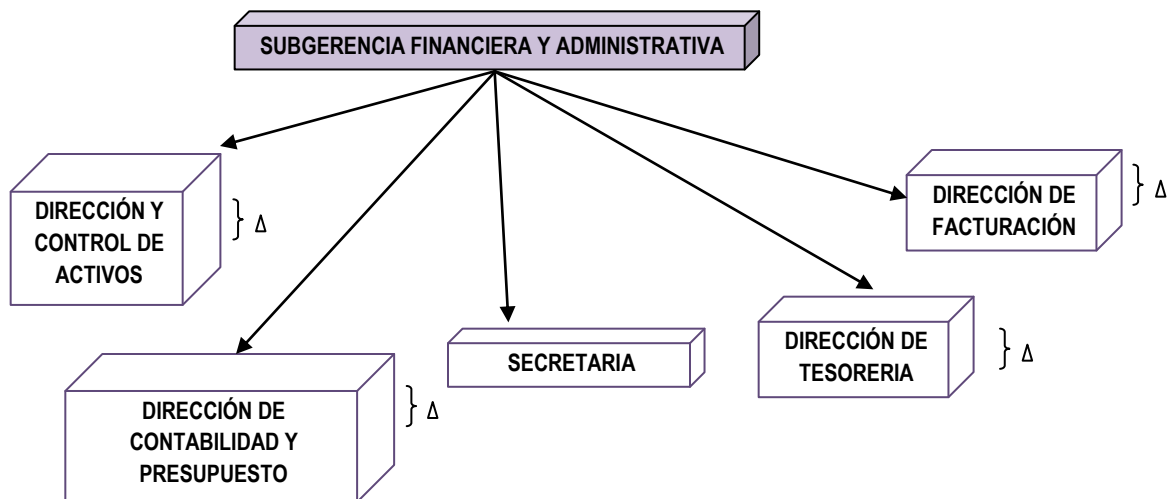 SUBGERENCIA FINANCIERA Y ADMINISTRATIVA
DIRECCIÓN Y
CONTROL DE
ACTIVOS
} Δ
DIRECCIÓN DE
CONTABILIDAD Y
PRESUPUESTO
} Δ
SECRETARIA
DIRECCIÓN DE
TESORERIA
} Δ
DIRECCIÓN DE
FACTURACIÓN
} Δ